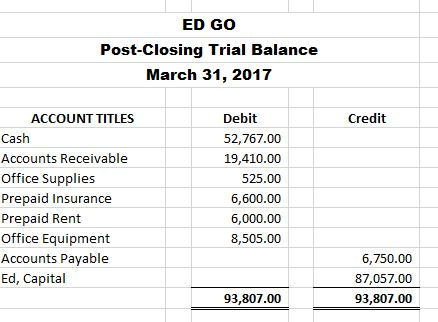 ED GO
Post-Closing Trial Balance
March 31, 2017
ACCOUNT TITLES Debit Credit
Cash 52,767.00
Accounts Receivable 19,410.00
Office Supplies 525.00
Prepaid Insurance 6,600.00
Prepaid Rent 6,000.00
Office Equipment 8,505.00
Accounts Payable 6,750.00
Ed, Capital 87,057.00
93,807.00 93,807.00